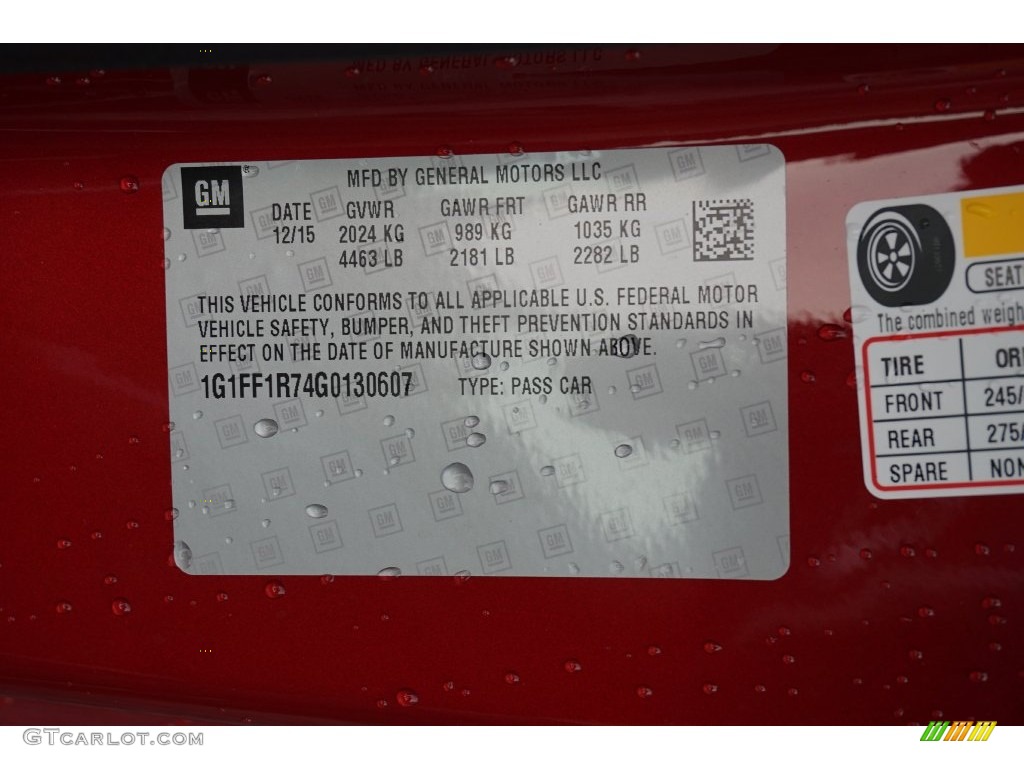 GM
MFD BY GENERAL MOTORS LLC
DATE GVWR GAWR FRT GAWR RR
12/15 2024 KG 989 KG 1035 KG
4463 LB 2181 LB 2282 LB
THIS VEHICLE CONFORMS TO ALL APPLICABLE U.S. FEDERAL MOTOR
VEHICLE SAFETY, BUMPER, AND THEFT PREVENTION STANDARDS IN
EFFECT ON THE DATE OF MANUFACTURE SHOWN ABOVE.
1G1FF1R74G0130607 TYPE: PASS CAR
SEAT
The combined weigh
TIRE ORI
FRONT 245/
REAR 275/
SPARE NON
GTCARLOT.COM